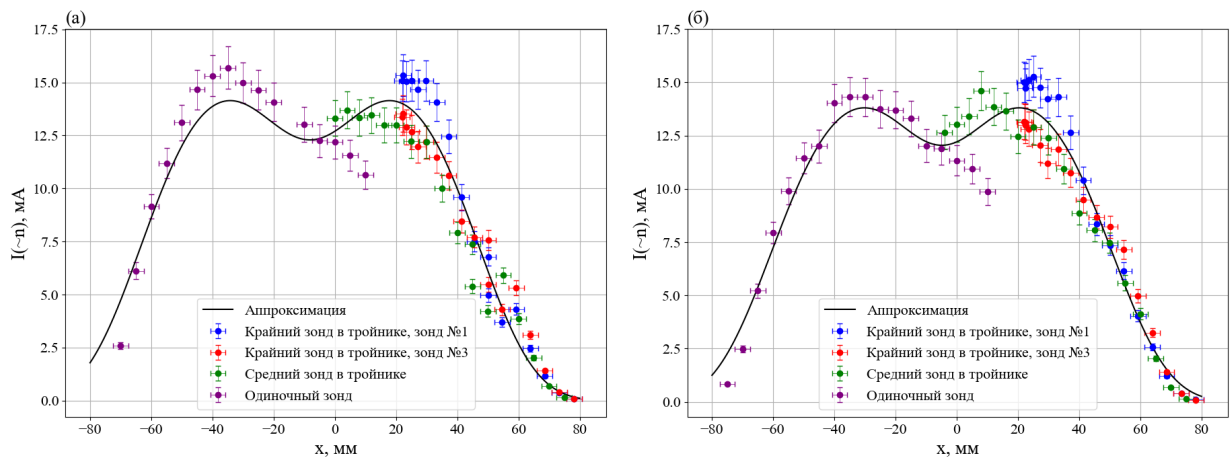 (а)
17.5
15.0
12.5
10.0
7.5
5.0
2.5
0.0
I(~n), мА
−80 −60 −40 −20 0 20 40 60 80
x, мм
Аппроксимация
Крайний зонд в тройнике, зонд №1
Крайний зонд в тройнике, зонд №3
Средний зонд в тройнике
Одиночный зонд
(б)
17.5
15.0
12.5
10.0
7.5
5.0
2.5
0.0
I(~n), мА
−80 −60 −40 −20 0 20 40 60 80
x, мм
Аппроксимация
Крайний зонд в тройнике, зонд №1
Крайний зонд в тройнике, зонд №3
Средний зонд в тройнике
Одиночный зонд